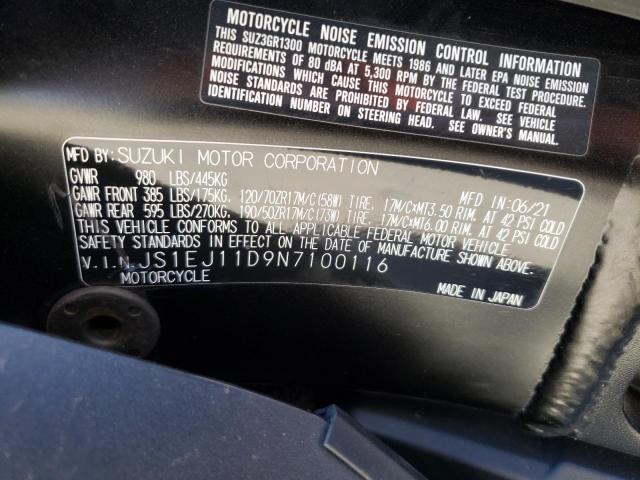 MOTORCYCLE NOISE EMISSION CONTROL INFORMATION
THIS SUZ3GR1300 MOTORCYCLE MEETS 1986 AND LATER EPA NOISE EMISSION
REQUIREMENTS OF 80 dBA AT 5,300 RPM BY THE FEDERAL TEST PROCEDURE.
MODIFICATIONS WHICH CAUSE THIS MOTORCYCLE TO EXCEED FEDERAL
NOISE STANDARDS ARE PROHIBITED BY FEDERAL LAW. SEE VEHICLE
IDENTIFICATION NUMBER ON STEERING HEAD. SEE OWNER'S MANUAL.
MFD BY: SUZUKI MOTOR CORPORATION
GVWR 980 LBS/445KG MFD IN:06/21
GAWR FRONT 385 LBS/175KG, 120/70ZR17M/C(58W) TIRE, 17M/C×MT3.50 RIM, AT 42 PSI COLD
GAWR REAR 595 LBS/270KG, 190/50ZR17M/C(73W) TIRE, 17M/C×MT6.00 RIM, AT 42 PSI COLD
THIS VEHICLE CONFORMS TO ALL APPLICABLE FEDERAL MOTOR VEHICLE
SAFETY STANDARDS IN EFFECT ON THE DATE OF MANUFACTURE SHOWN ABOVE.
V.I.N. JS1EJ11D9N7100116
MOTORCYCLE MADE IN JAPAN